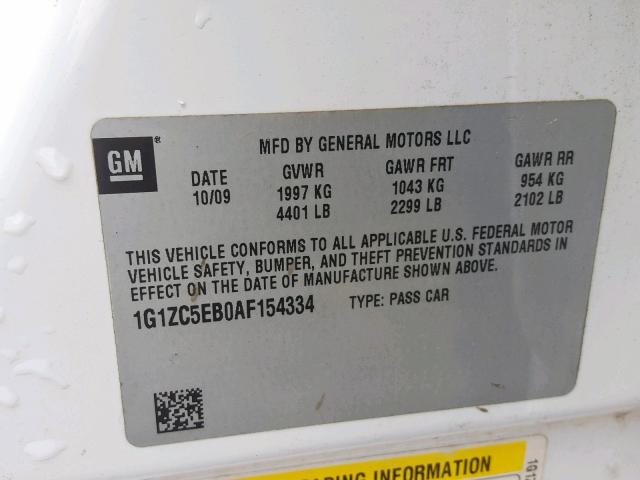 GM®
MFD BY GENERAL MOTORS LLC
DATE GVWR GAWR FRT GAWR RR
10/09 1997 KG 1043 KG 954 KG
4401 LB 2299 LB 2102 LB
THIS VEHICLE CONFORMS TO ALL APPLICABLE U.S. FEDERAL MOTOR
VEHICLE SAFETY, BUMPER, AND THEFT PREVENTION STANDARDS IN
EFFECT ON THE DATE OF MANUFACTURE SHOWN ABOVE.
1G1ZC5EB0AF154334 TYPE: PASS CAR
INFORMATION